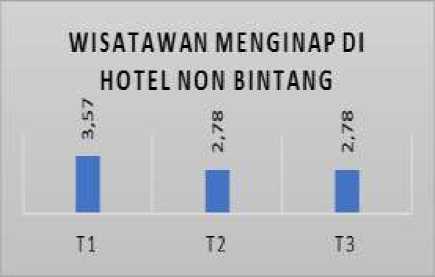 WISATAWAN MENGINAP DI
HOTEL NON BINTANG
3,57
2,78
2,78
T1
T2
T3